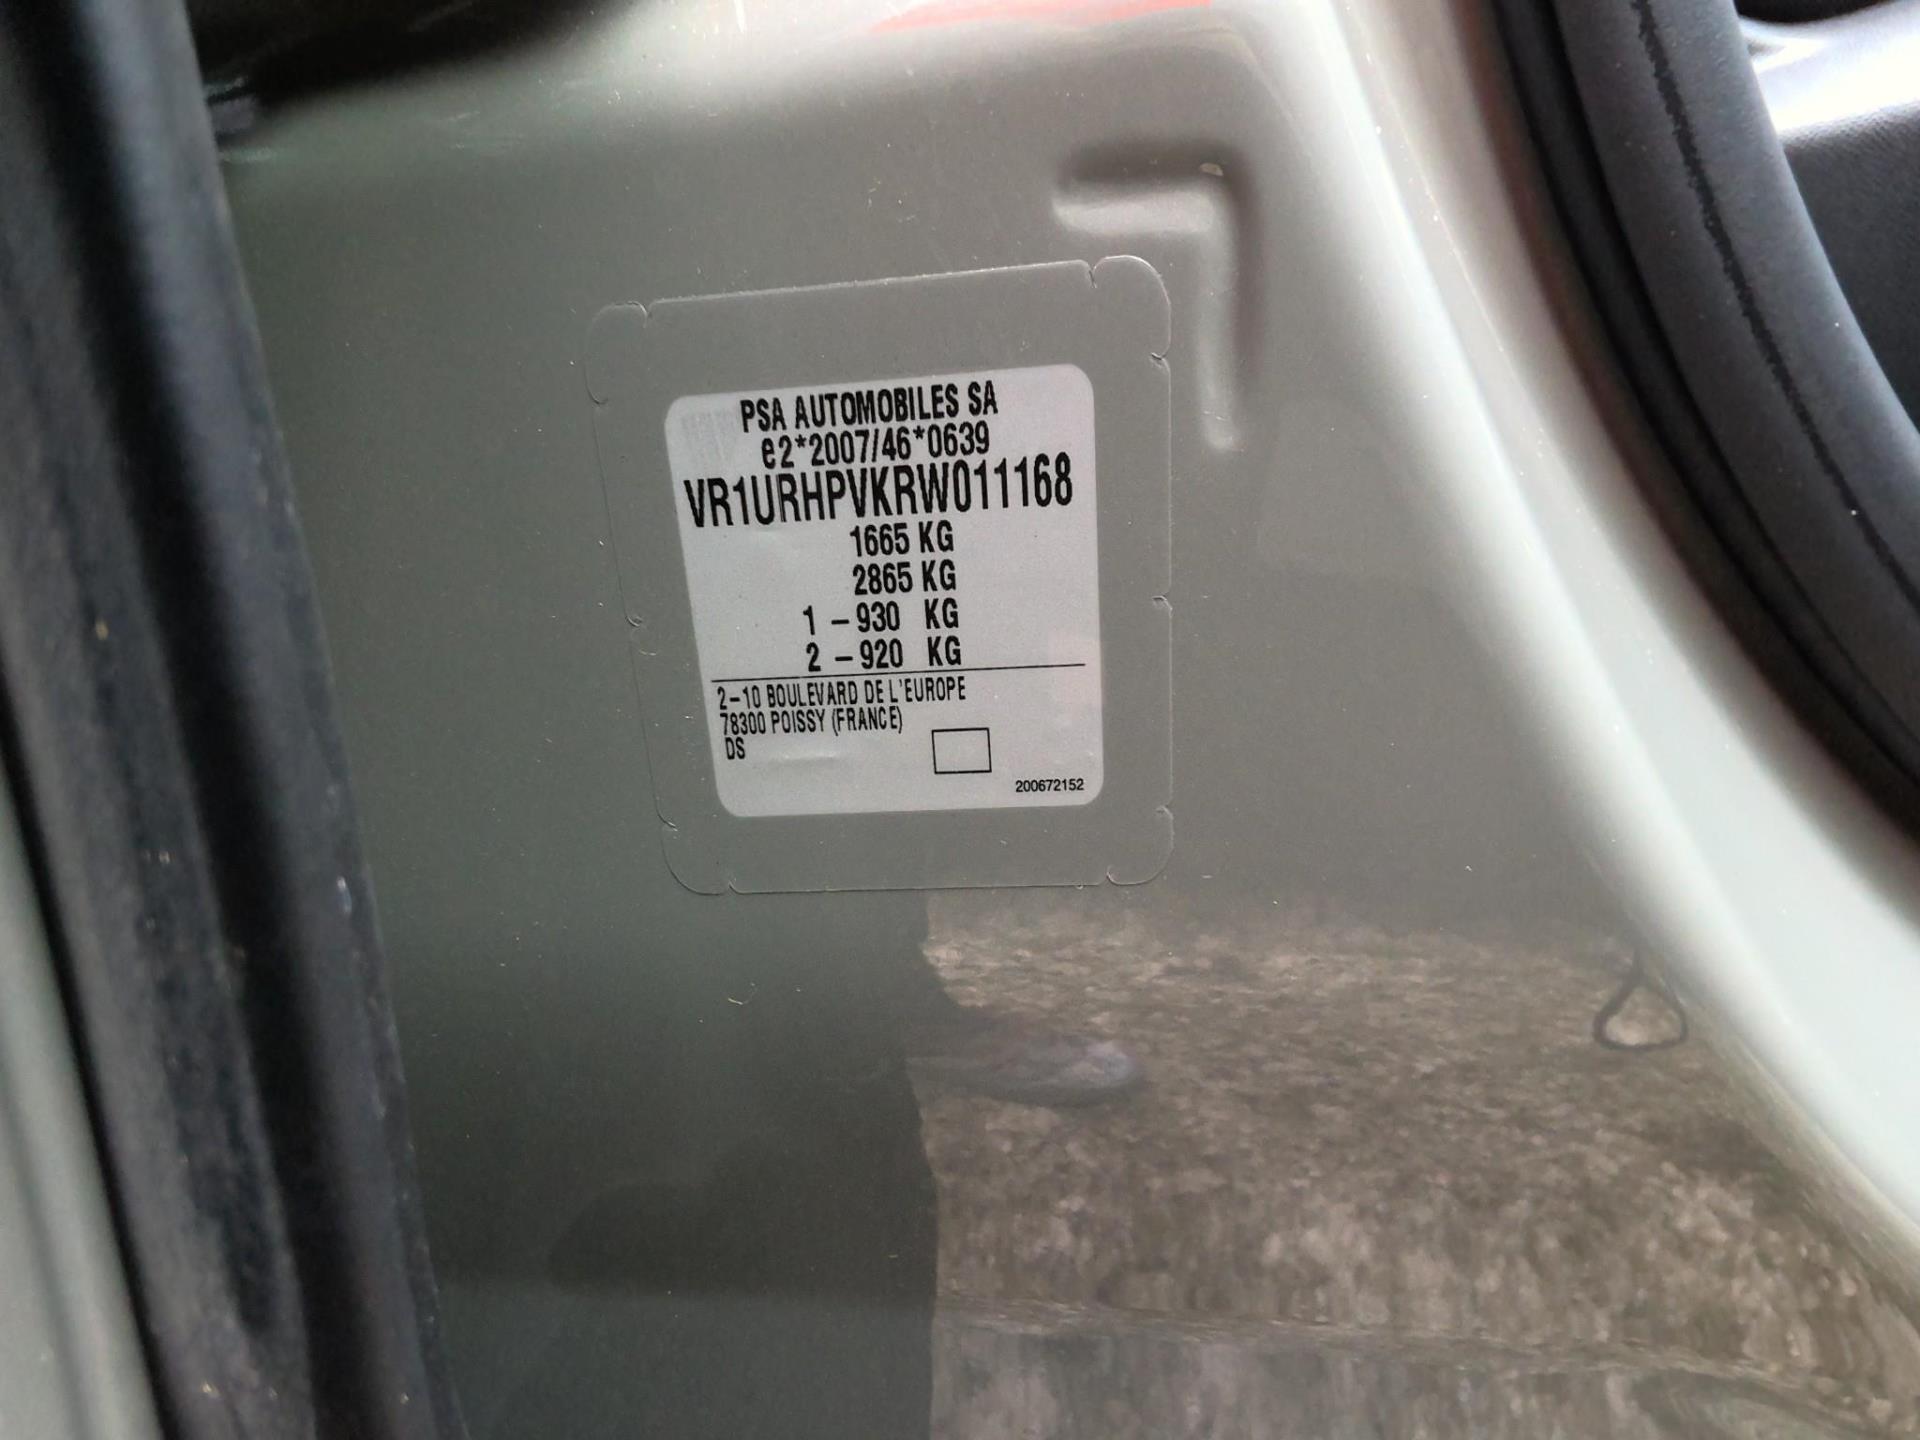 PSA AUTOMOBILES SA
e2*2007/46*0639
VR1URHPVKRW011168
1665 KG
2865 KG
1 – 930 KG
2 – 920 KG
2–10 BOULEVARD DE L'EUROPE
78300 POISSY (FRANCE)
DS
200672152